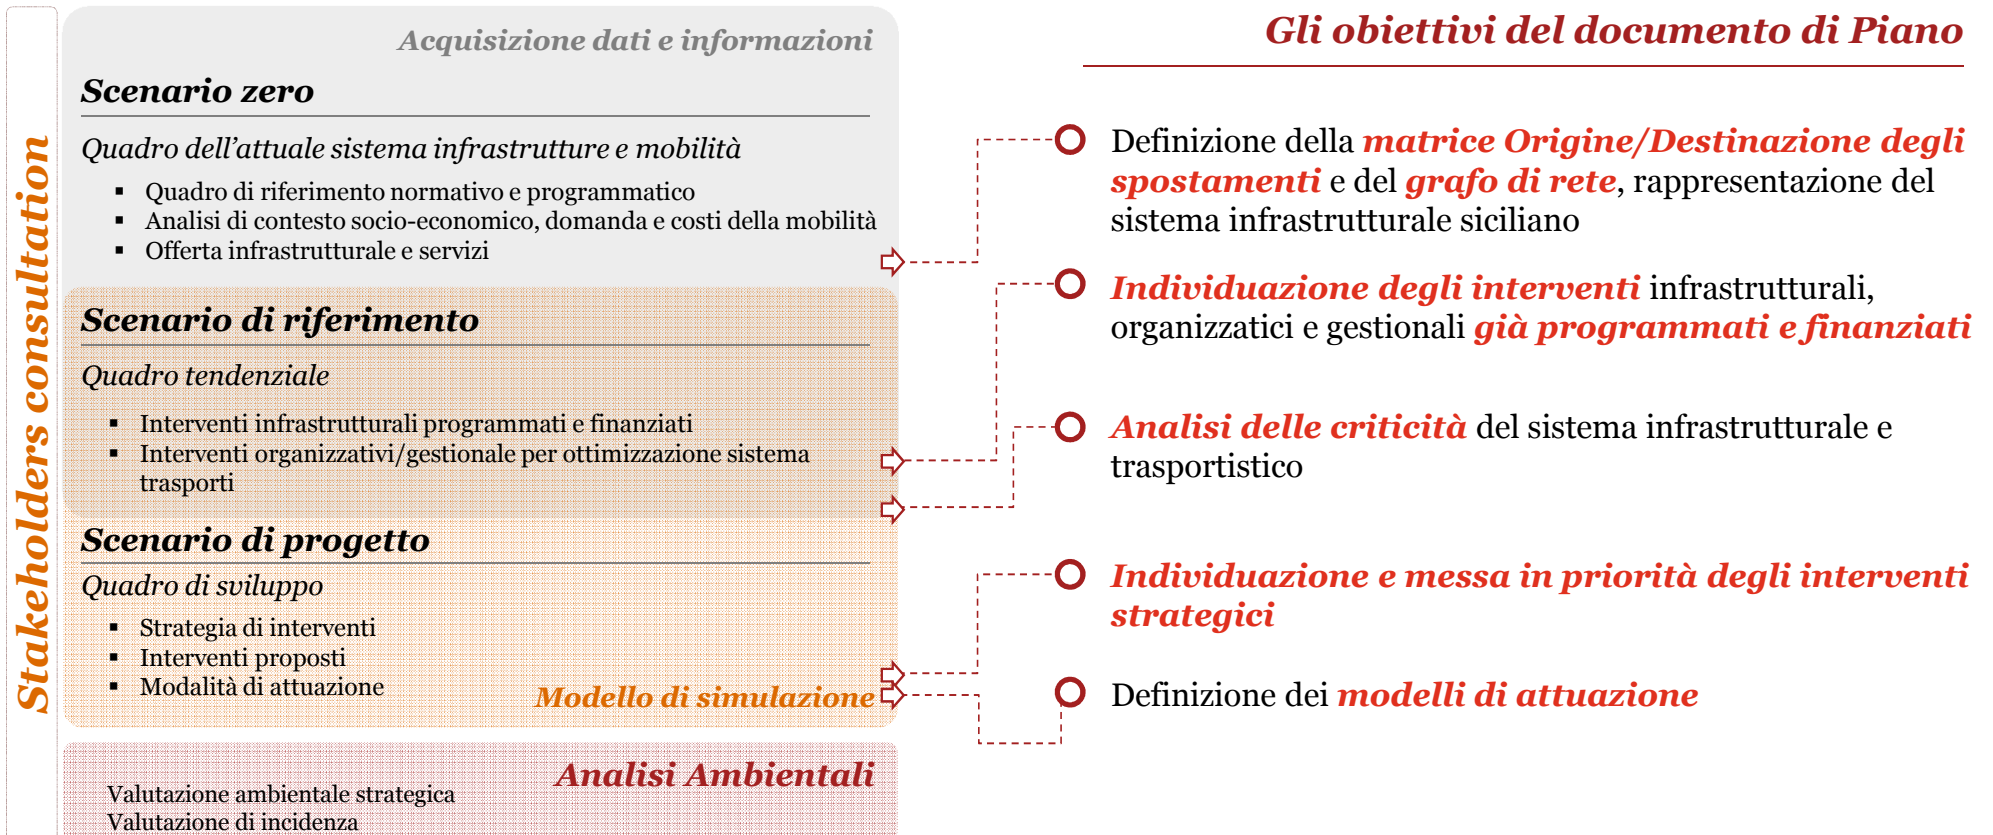 Stakeholders consultation
Acquisizione dati e informazioni
Scenario zero
Quadro dell'attuale sistema infrastrutture e mobilità
▪ Quadro di riferimento normativo e programmatico
▪ Analisi di contesto socio-economico, domanda e costi della mobilità
▪ Offerta infrastrutturale e servizi
Scenario di riferimento
Quadro tendenziale
▪ Interventi infrastrutturali programmati e finanziati
▪ Interventi organizzativi/gestionale per ottimizzazione sistema
trasporti
Scenario di progetto
Quadro di sviluppo
▪ Strategia di interventi
▪ Interventi proposti
▪ Modalità di attuazione
Modello di simulazione
Analisi Ambientali
Valutazione ambientale strategica
Valutazione di incidenza
Gli obiettivi del documento di Piano
Definizione della matrice Origine/Destinazione degli
spostamenti e del grafo di rete, rappresentazione del
sistema infrastrutturale siciliano
Individuazione degli interventi infrastrutturali,
organizzatici e gestionali già programmati e finanziati
Analisi delle criticità del sistema infrastrutturale e
trasportistico
Individuazione e messa in priorità degli interventi
strategici
Definizione dei modelli di attuazione